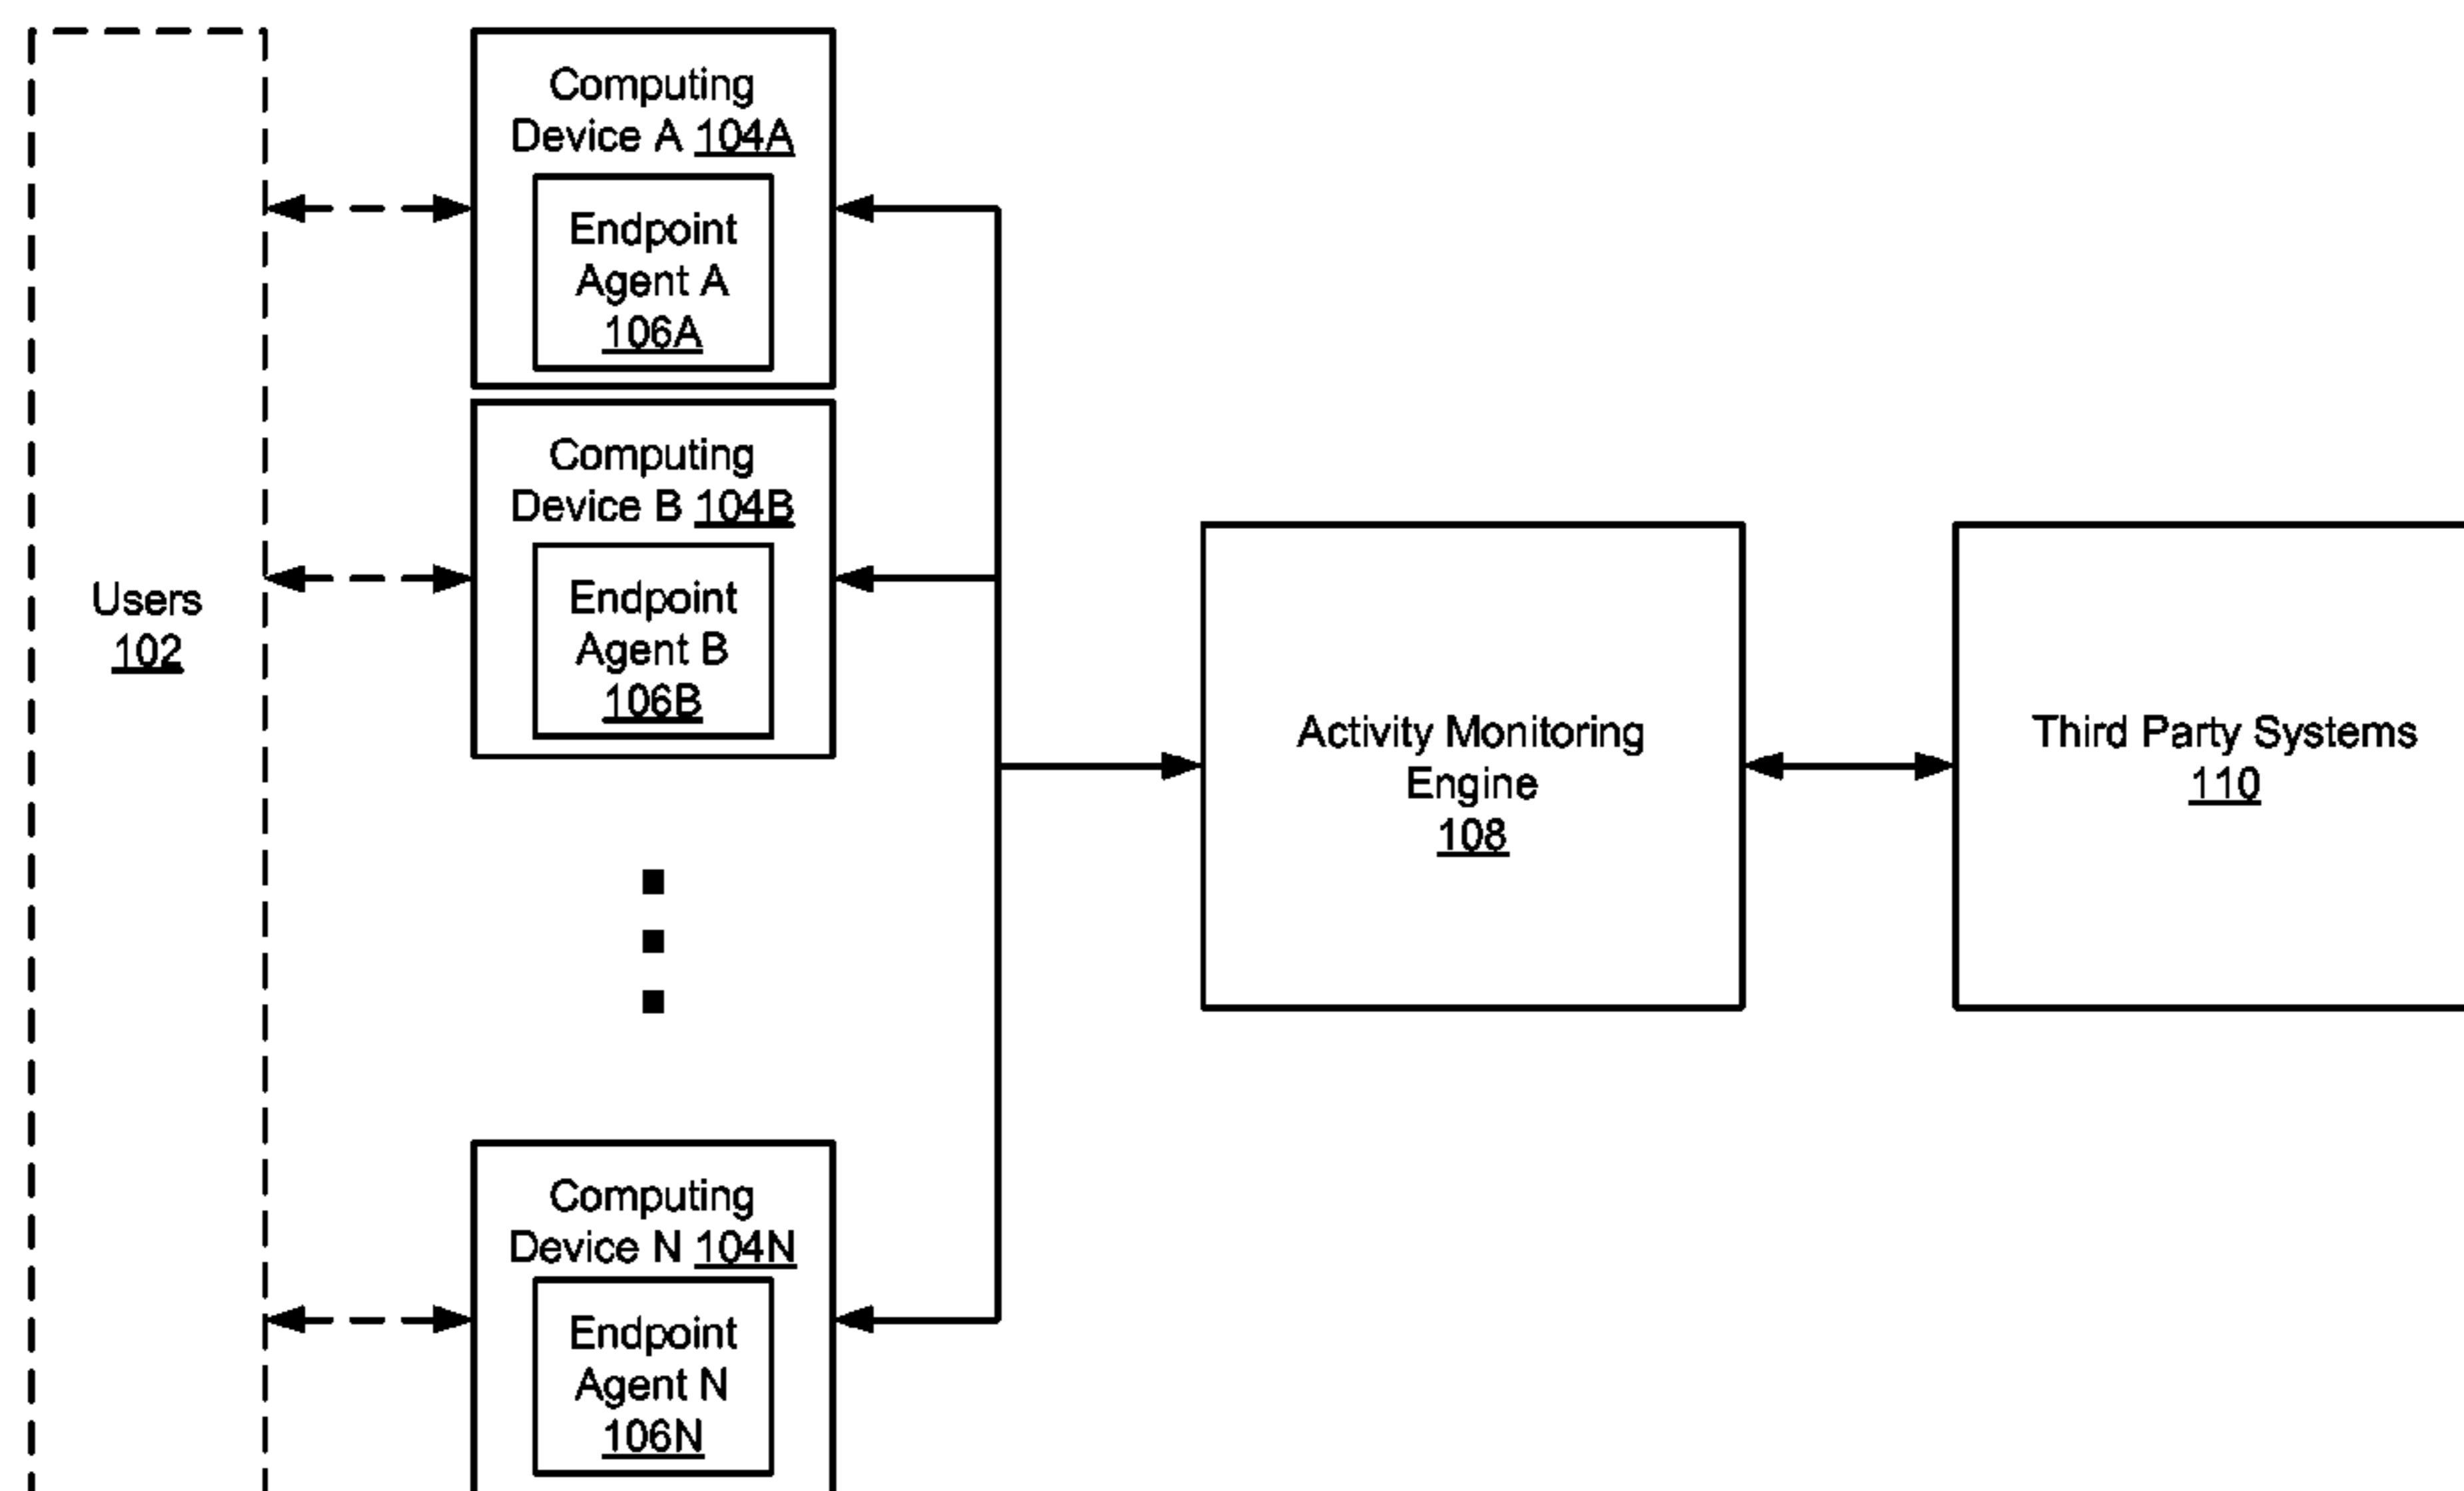 Computing
Device A 104A
Endpoint
Agent A
106A
Computing
Device B 104B
Endpoint
Agent B
106B
Users
102
Activity Monitoring
Engine
108
Third Party Systems
110
Computing
Device N 104N
Endpoint
Agent N
106N